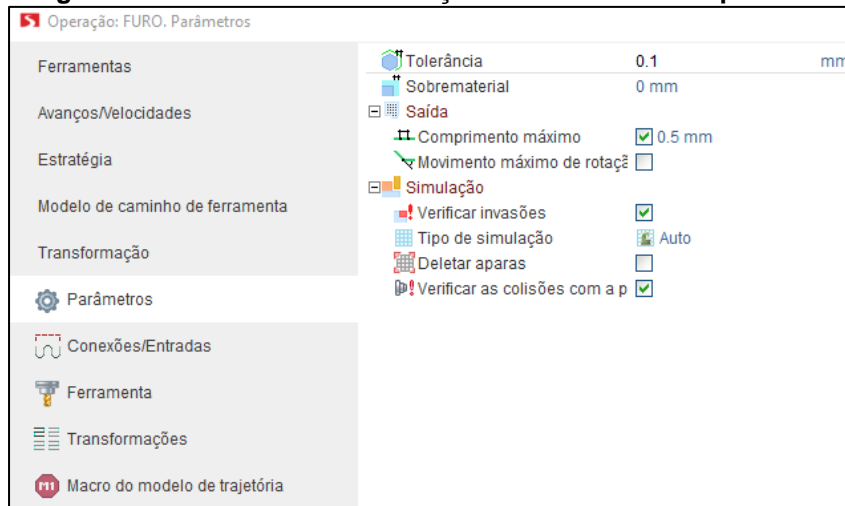 Operação: FURO. Parâmetros
Ferramentas
Avanços/Velocidades
Estratégia
Modelo de caminho de ferramenta
Transformação
Parâmetros
Conexões/Entradas
Ferramenta
Transformações
M1 Macro do modelo de trajetória
Tolerância 0.1 mm
Sobrematerial 0 mm
Saída
Comprimento máximo 0.5 mm
Movimento máximo de rotaçã
Simulação
Verificar invasões
Tipo de simulação Auto
Deletar aparas
Verificar as colisões com a p